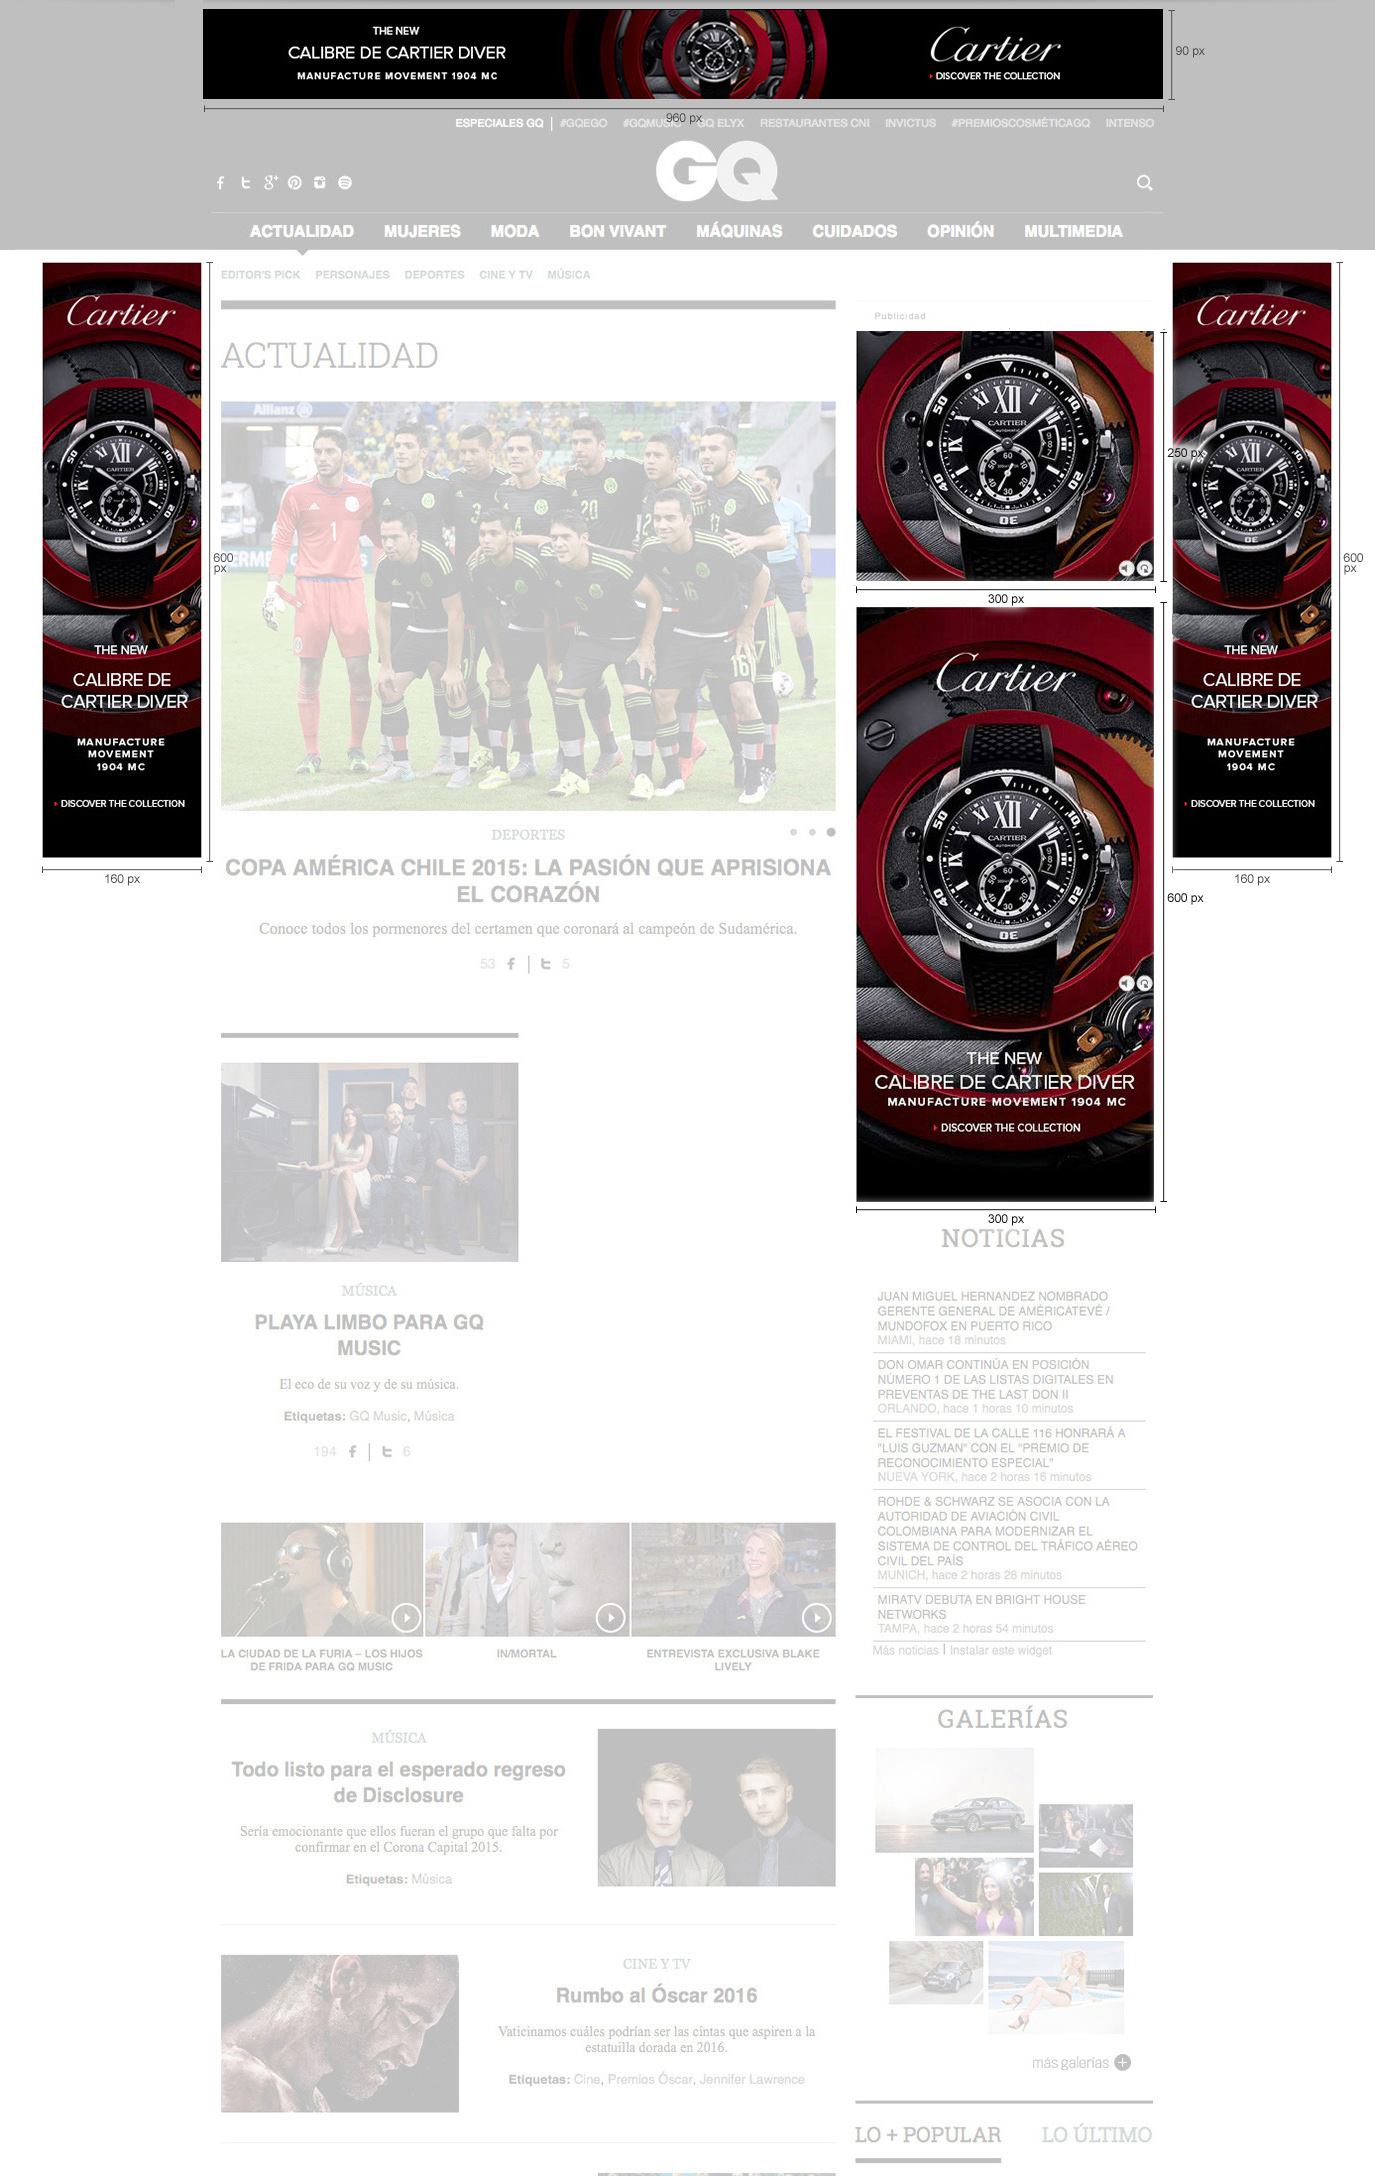 THE NEW
CALIBRE DE CARTIER DIVER
MANUFACTURE MOVEMENT 1904 MC
Cartier
DISCOVER THE COLLECTION
90 px
960 px
ESPECIALES GQ | #GQEGO #GQMUSIC GQ ELYX RESTAURANTES CNI INVICTUS #PREMIOSCOSMÉTICAGQ INTENSO
GQ
ACTUALIDAD MUJERES MODA BON VIVANT MÁQUINAS CUIDADOS OPINIÓN MULTIMEDIA
EDITOR'S PICK PERSONAJES DEPORTES CINE Y TV MÚSICA
Cartier
XII
CARTIER
THE NEW
CALIBRE DE
CARTIER DIVER
MANUFACTURE
MOVEMENT
1904 MC
DISCOVER THE COLLECTION
600
px
160 px
ACTUALIDAD
Allianz
DEPORTES
COPA AMÉRICA CHILE 2015: LA PASIÓN QUE APRISIONA
EL CORAZÓN
Conoce todos los pormenores del certamen que coronará al campeón de Sudamérica.
53 | 5
MÚSICA
PLAYA LIMBO PARA GQ
MUSIC
El eco de su voz y de su música.
Etiquetas: GQ Music, Música
194 | 6
LA CIUDAD DE LA FURIA – LOS HIJOS
DE FRIDA PARA GQ MUSIC
IN/MORTAL
ENTREVISTA EXCLUSIVA BLAKE
LIVELY
MÚSICA
Todo listo para el esperado regreso
de Disclosure
Sería emocionante que ellos fueran el grupo que falta por
confirmar en el Corona Capital 2015.
Etiquetas: Música
CINE Y TV
Rumbo al Óscar 2016
Vaticinamos cuáles podrían ser las cintas que aspiren a la
estatuilla dorada en 2016.
Etiquetas: Cine, Premios Óscar, Jennifer Lawrence
Publicidad
XII
CARTIER
AUTOMATIC
250 px
300 px
Cartier
XII
CARTIER
THE NEW
CALIBRE DE CARTIER DIVER
MANUFACTURE MOVEMENT 1904 MC
DISCOVER THE COLLECTION
600 px
300 px
Cartier
XII
CARTIER
THE NEW
CALIBRE DE
CARTIER DIVER
MANUFACTURE
MOVEMENT
1904 MC
DISCOVER THE COLLECTION
600
px
160 px
NOTICIAS
JUAN MIGUEL HERNANDEZ NOMBRADO
GERENTE GENERAL DE AMÉRICATEVÉ /
MUNDOFOX EN PUERTO RICO
MIAMI, hace 18 minutos
DON OMAR CONTINÚA EN POSICIÓN
NÚMERO 1 DE LAS LISTAS DIGITALES EN
PREVENTAS DE THE LAST DON II
ORLANDO, hace 1 horas 10 minutos
EL FESTIVAL DE LA CALLE 116 HONRARÁ A
"LUIS GUZMAN" CON EL "PREMIO DE
RECONOCIMIENTO ESPECIAL"
NUEVA YORK, hace 2 horas 16 minutos
ROHDE & SCHWARZ SE ASOCIA CON LA
AUTORIDAD DE AVIACIÓN CIVIL
COLOMBIANA PARA MODERNIZAR EL
SISTEMA DE CONTROL DEL TRÁFICO AÉREO
CIVIL DEL PAÍS
MUNICH, hace 2 horas 28 minutos
MIRATV DEBUTA EN BRIGHT HOUSE
NETWORKS
TAMPA, hace 2 horas 54 minutos
Más noticias | Instalar este widget
GALERÍAS
más galerías
LO + POPULAR LO ÚLTIMO